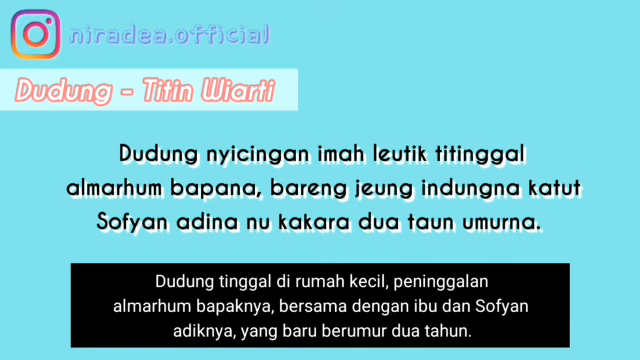 niradea.official
Dudung - Titin Wiarti
Dudung nyicingan imah leutik titinggal
almarhum bapana, bareng jeung indungna katut
Sofyan adina nu kakara dua taun umurna.
Dudung tinggal di rumah kecil, peninggalan
almarhum bapaknya, bersama dengan ibu dan Sofyan
adiknya, yang baru berumur dua tahun.